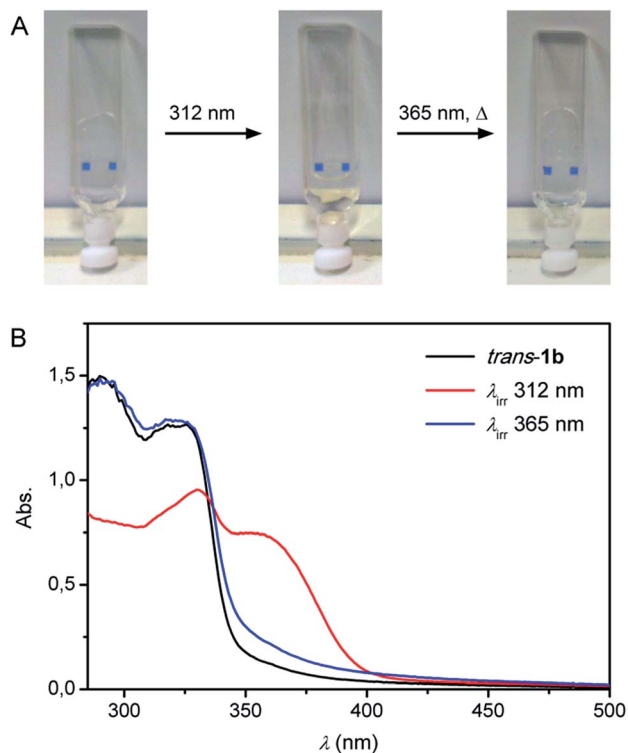 A
312 nm
365 nm, Δ
B
trans-1b
λirr 312 nm
λirr 365 nm
Abs.
1,5
1,0
0,5
0,0
300
350
400
450
500
λ (nm)